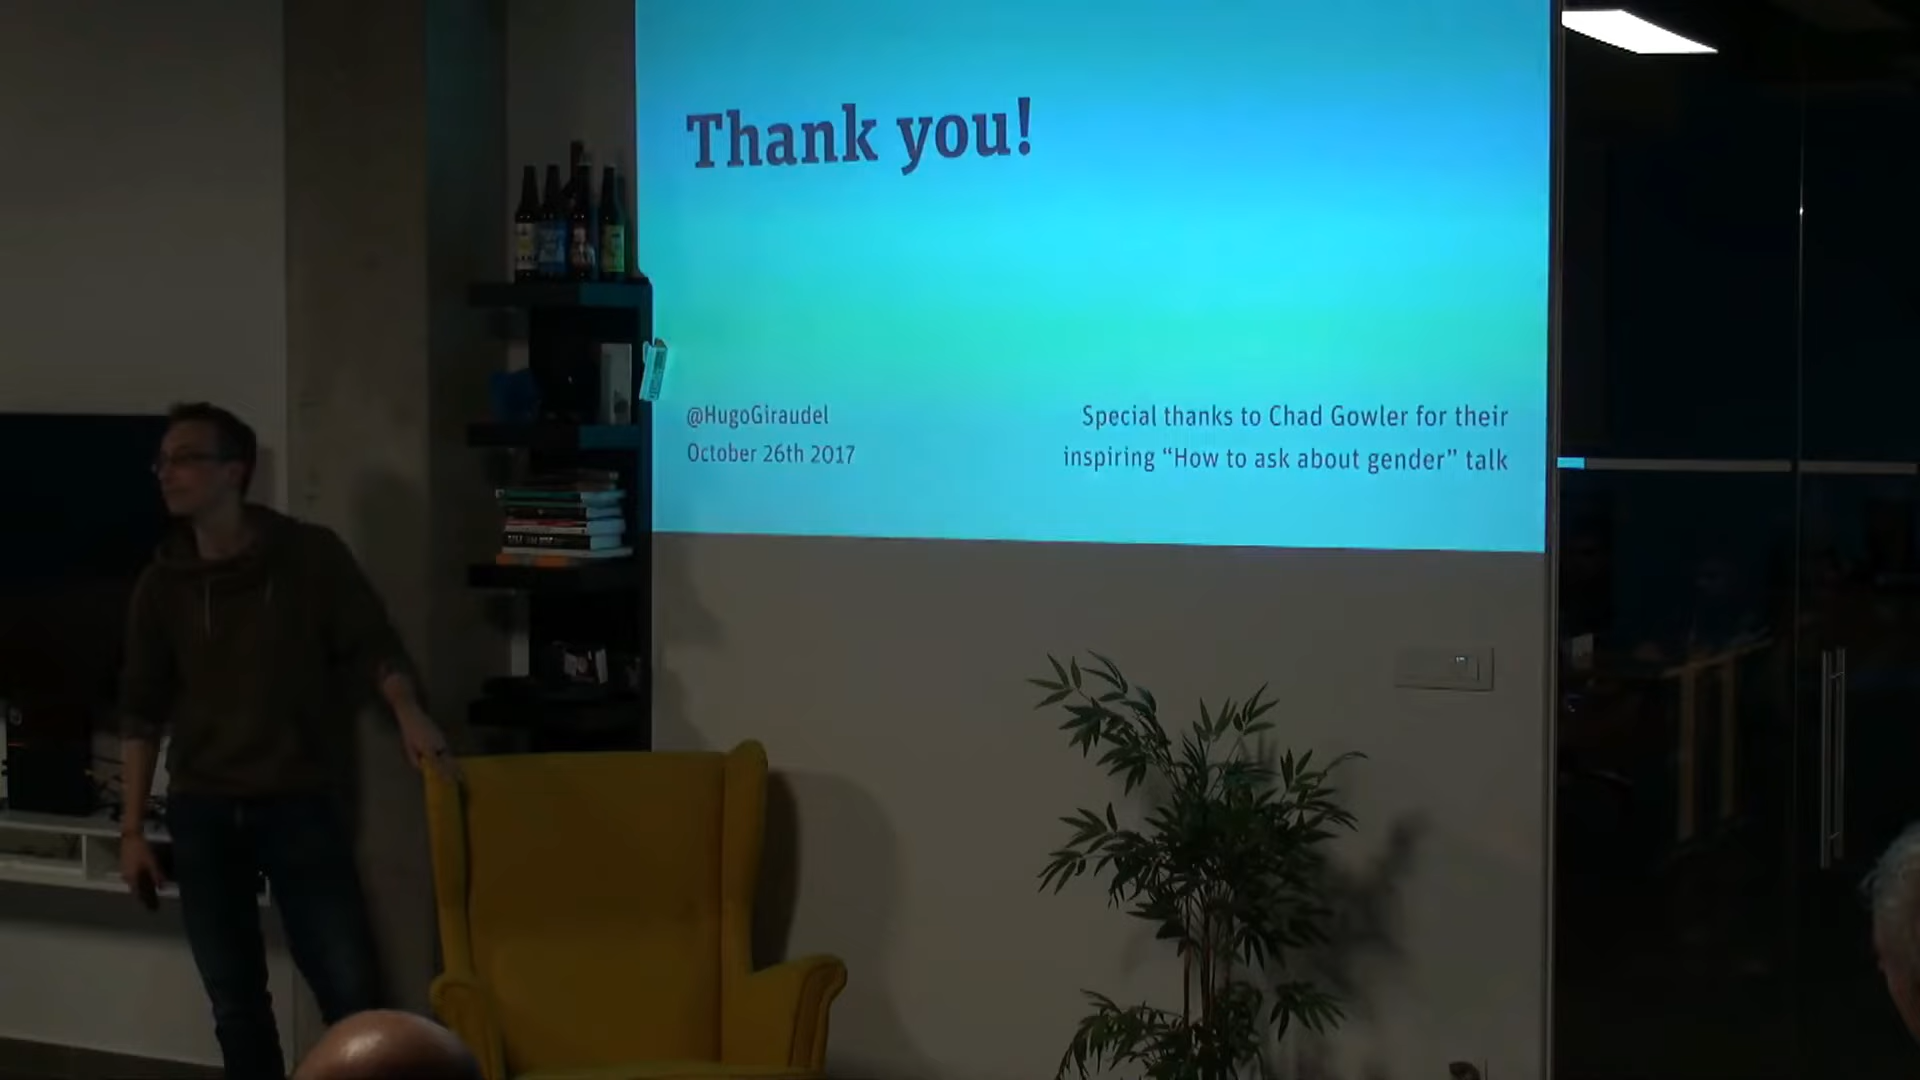 Thank you!
@HugoGiraudel
October 26th 2017
Special thanks to Chad Gowler for their
inspiring “How to ask about gender” talk